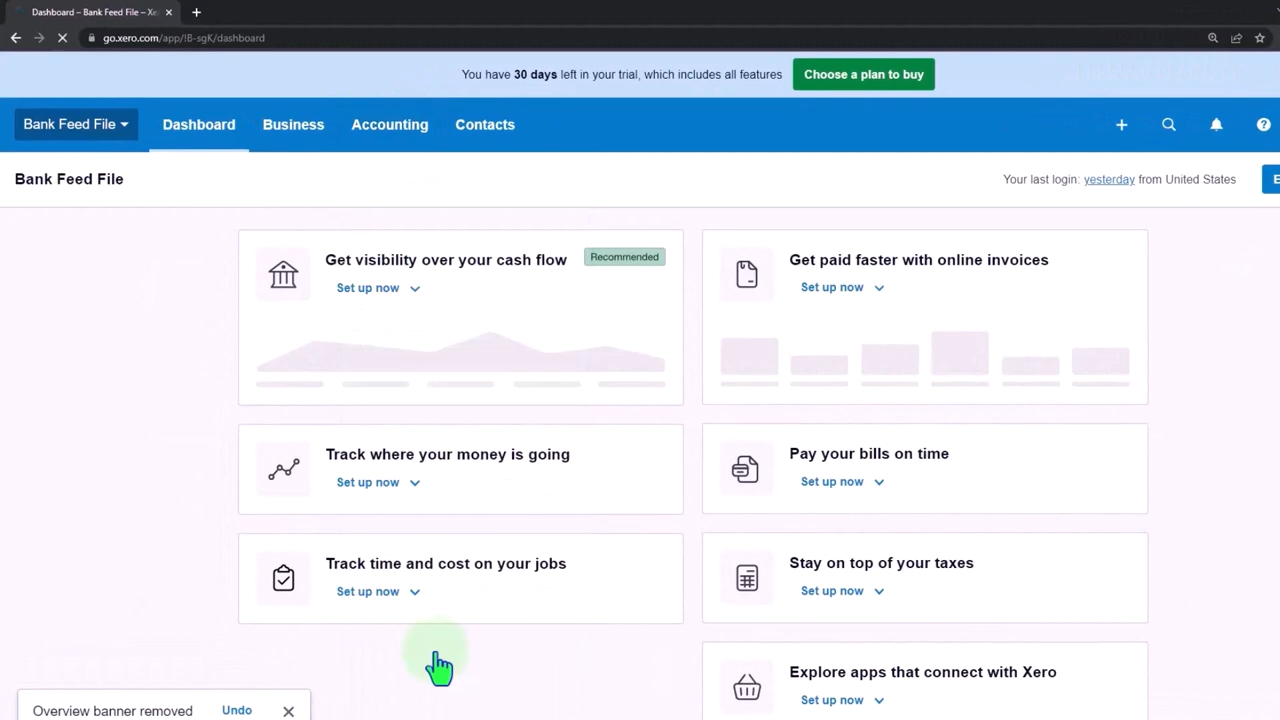 Dashboard – Bank Feed File – Xe
go.xero.com/app/!B-sgK/dashboard
You have 30 days left in your trial, which includes all features
Choose a plan to buy
Bank Feed File
Dashboard
Business
Accounting
Contacts
Bank Feed File
Your last login: yesterday from United States
E
Get visibility over your cash flow
Recommended
Set up now
Get paid faster with online invoices
Set up now
Track where your money is going
Set up now
Pay your bills on time
Set up now
Track time and cost on your jobs
Set up now
Stay on top of your taxes
Set up now
Explore apps that connect with Xero
Set up now
Overview banner removed
Undo